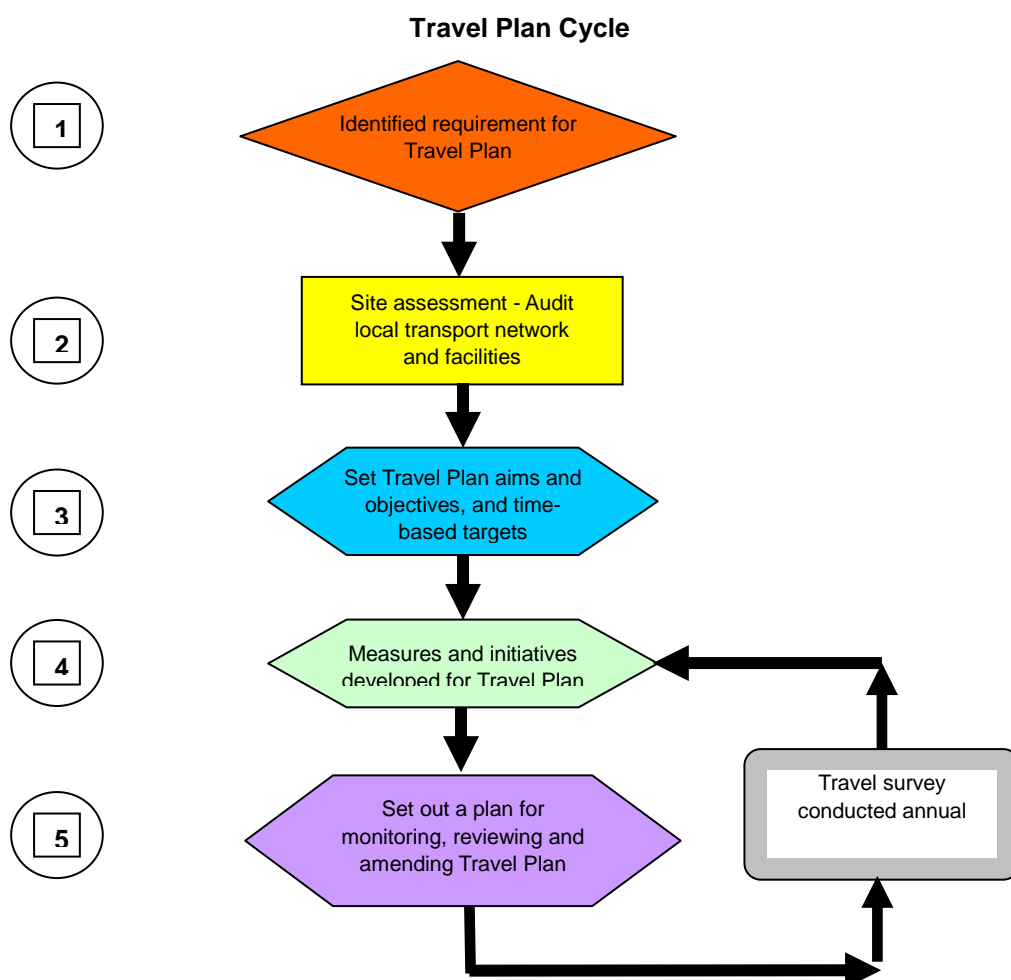 Travel Plan Cycle
1
Identified requirement for
Travel Plan
2
Site assessment - Audit
local transport network
and facilities
3
Set Travel Plan aims and
objectives, and time-
based targets
4
Measures and initiatives
developed for Travel Plan
5
Set out a plan for
monitoring, reviewing and
amending Travel Plan
Travel survey
conducted annual